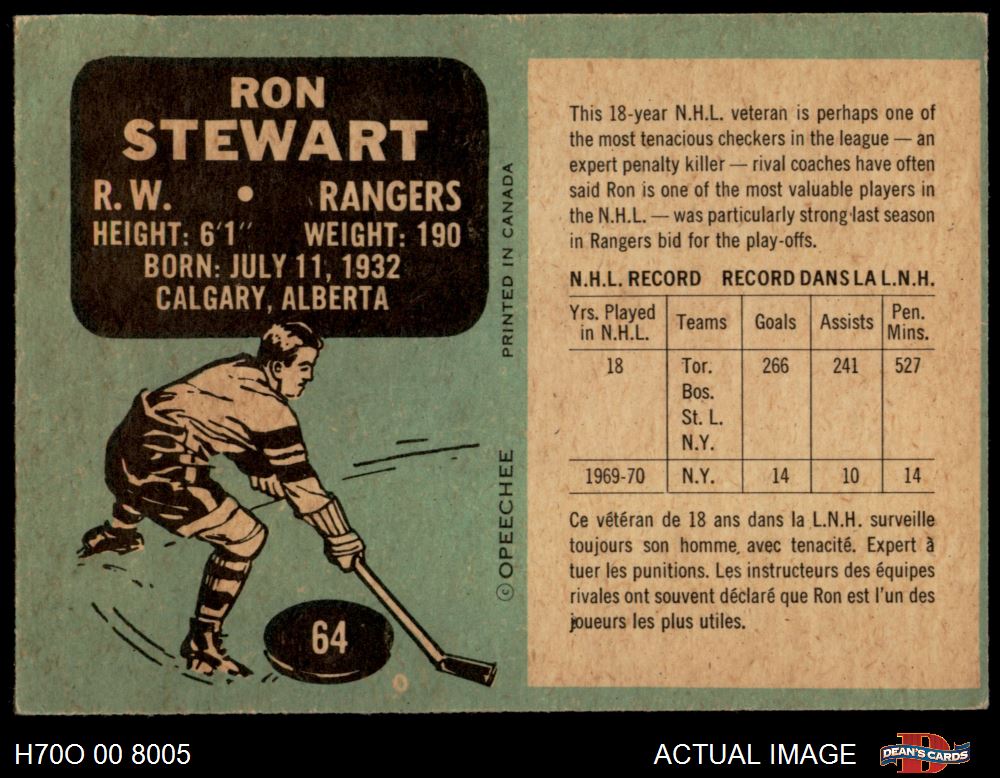 RON
STEWART
R. W. • RANGERS
HEIGHT: 6'1" WEIGHT: 190
BORN: JULY 11, 1932
CALGARY, ALBERTA
64
© OPEECHEE PRINTED IN CANADA
This 18-year N.H.L. veteran is perhaps one of
the most tenacious checkers in the league — an
expert penalty killer — rival coaches have often
said Ron is one of the most valuable players in
the N.H.L. — was particularly strong last season
in Rangers bid for the play-offs.
N.H.L. RECORD RECORD DANS LA L.N.H.
Yrs. Played in N.H.L. Teams Goals Assists Pen. Mins.
18 Tor. 266 241 527
Bos.
St. L.
N.Y.
1969-70 N.Y. 14 10 14
Ce vétéran de 18 ans dans la L.N.H. surveille
toujours son homme, avec tenacité. Expert à
tuer les punitions. Les instructeurs des équipes
rivales ont souvent déclaré que Ron est l'un des
joueurs les plus utiles.
H70O 00 8005 ACTUAL IMAGE DEAN'S CARDS